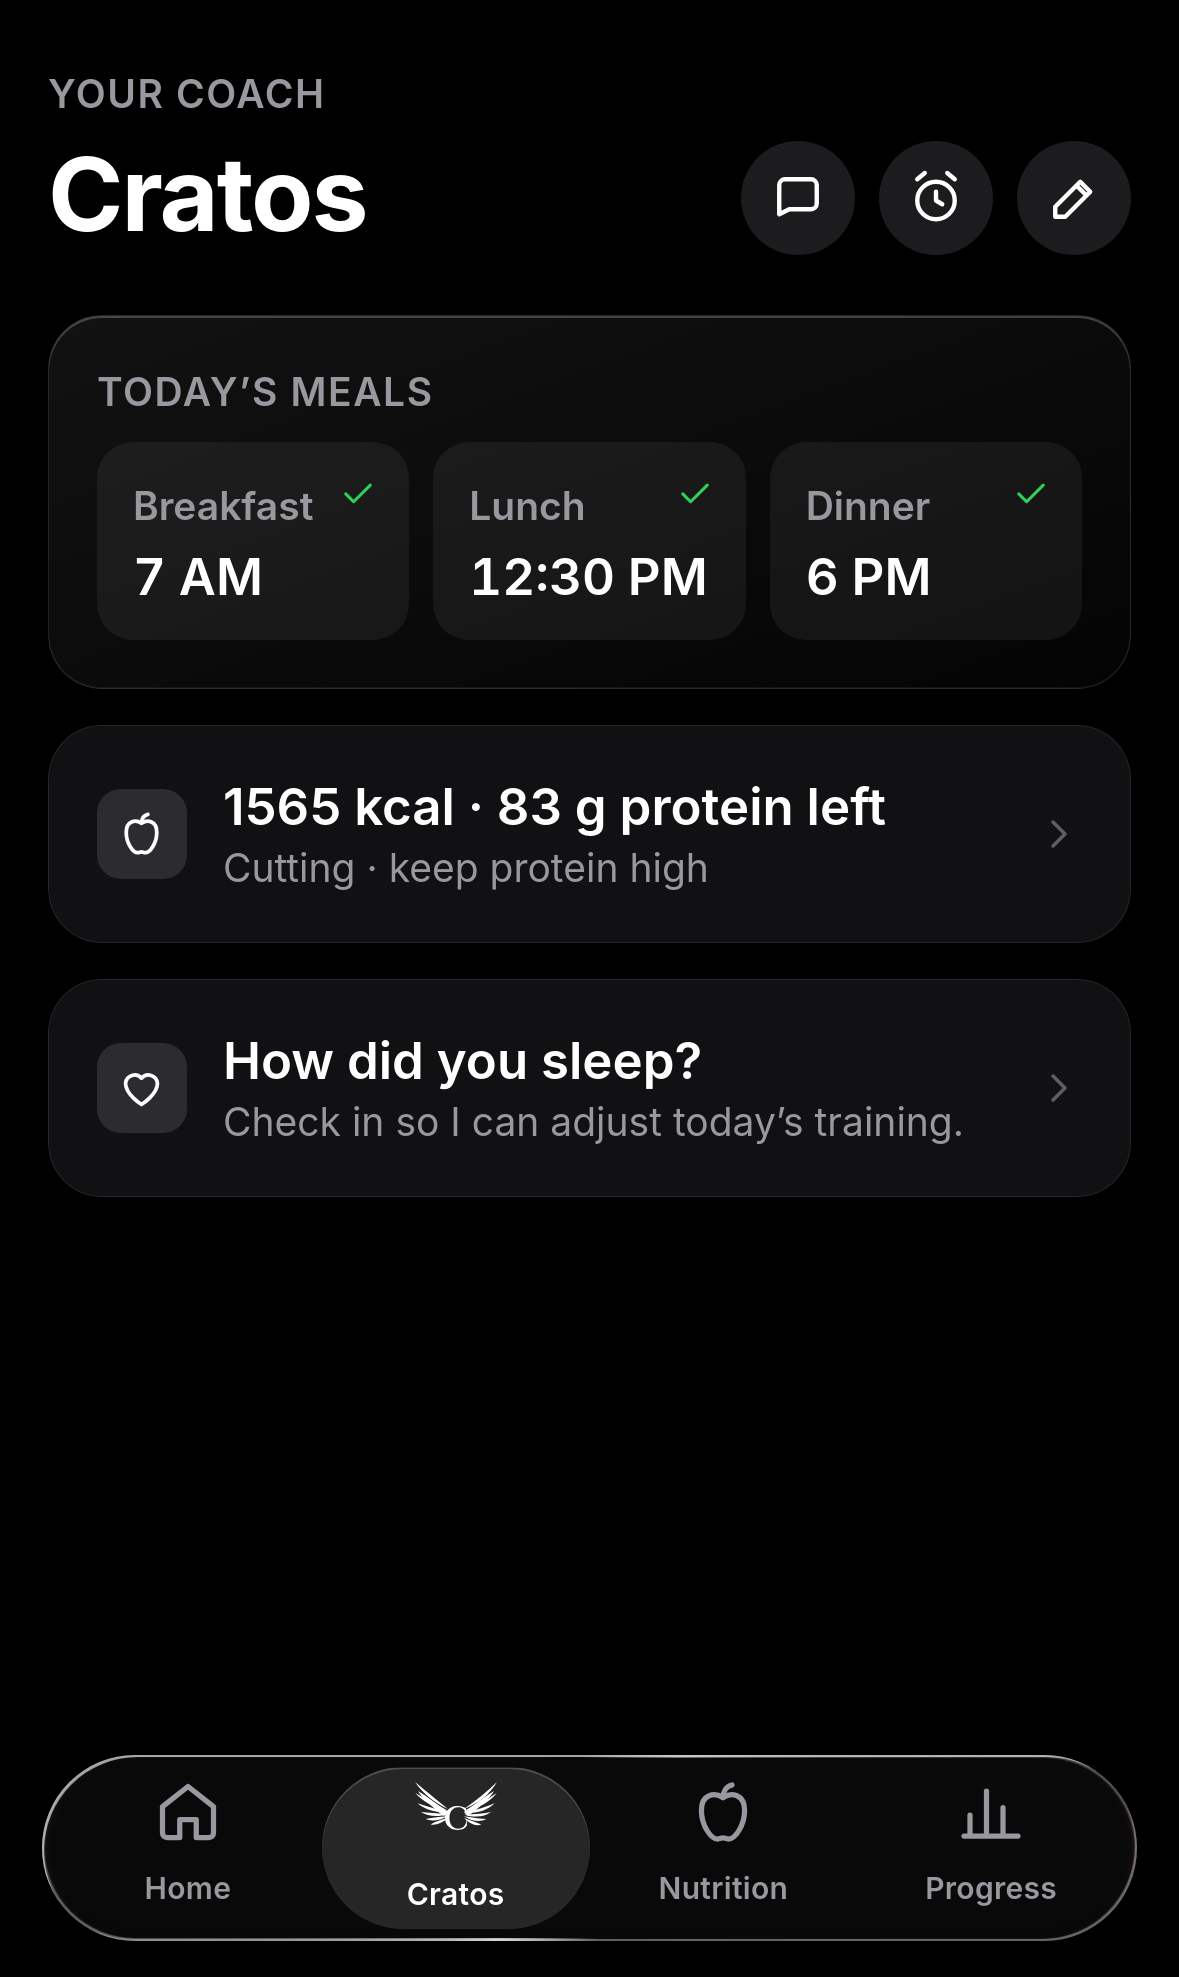 YOUR COACH
Cratos
TODAY’S MEALS
Breakfast
7 AM
Lunch
12:30 PM
Dinner
6 PM
1565 kcal · 83 g protein left
Cutting · keep protein high
How did you sleep?
Check in so I can adjust today’s training.
C
Home
Cratos
Nutrition
Progress